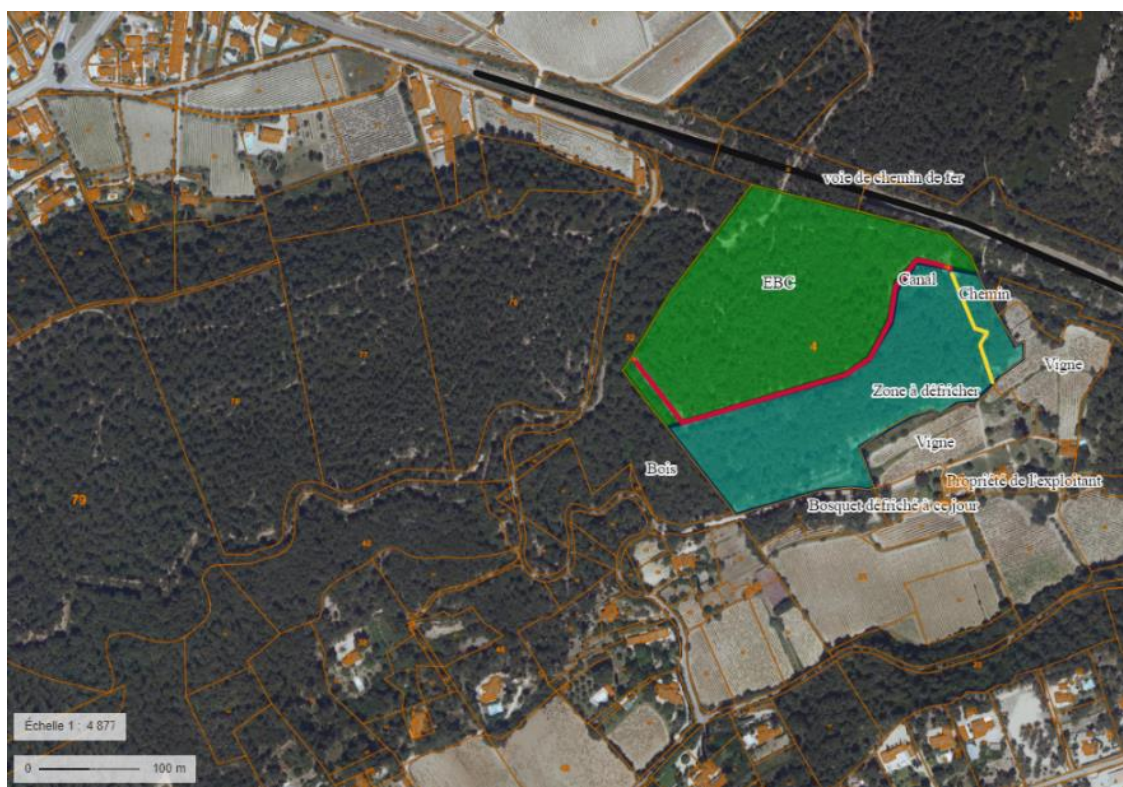 33
voie de chemin de fer
EBC
Canal
Chemin
4
Vigne
Zone à défricher
Vigne
Bois
Propriété de l'exploitant
79
Bosquet défriché à ce jour
Échelle 1 : 4 877
0 100 m